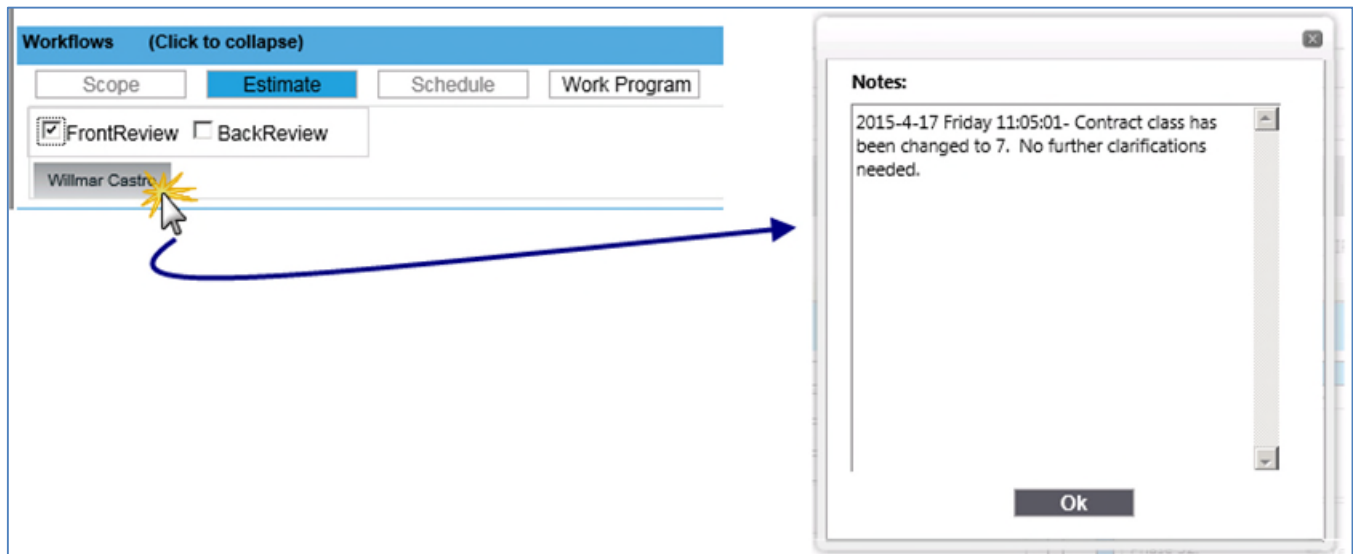 Workflows (Click to collapse)
Scope Estimate Schedule Work Program
FrontReview BackReview
Willmar Castro
Notes:
2015-4-17 Friday 11:05:01- Contract class has
been changed to 7. No further clarifications
needed.
Ok